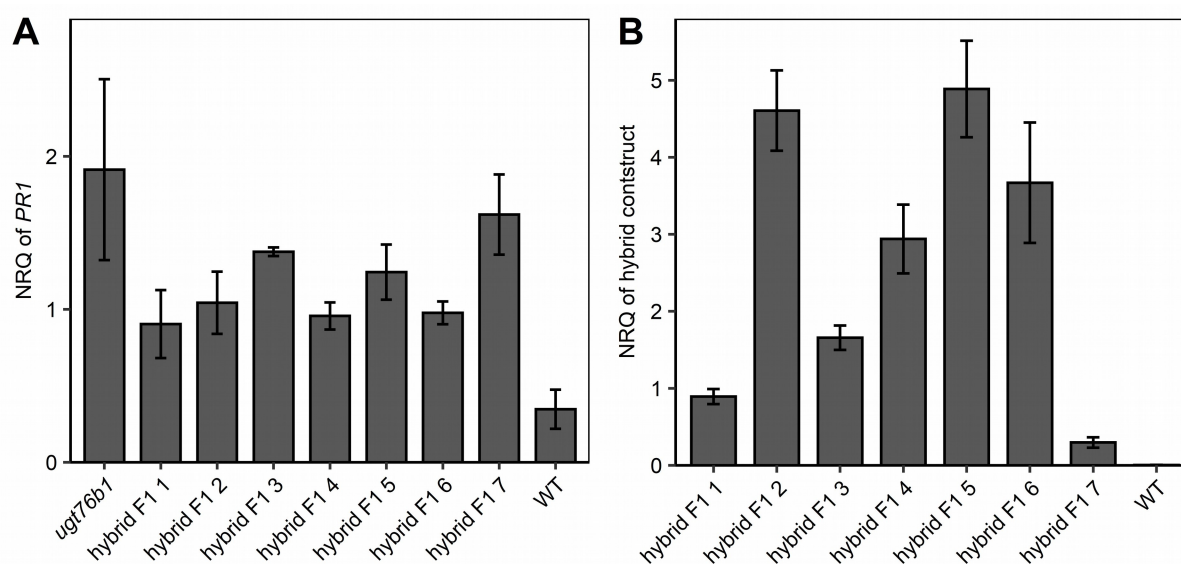 A
NRQ of PR1
2
1
0
ugt76b1
hybrid F1 1
hybrid F1 2
hybrid F1 3
hybrid F1 4
hybrid F1 5
hybrid F1 6
hybrid F1 7
WT
B
NRQ of hybrid contstruct
5
4
3
2
1
0
hybrid F1 1
hybrid F1 2
hybrid F1 3
hybrid F1 4
hybrid F1 5
hybrid F1 6
hybrid F1 7
WT